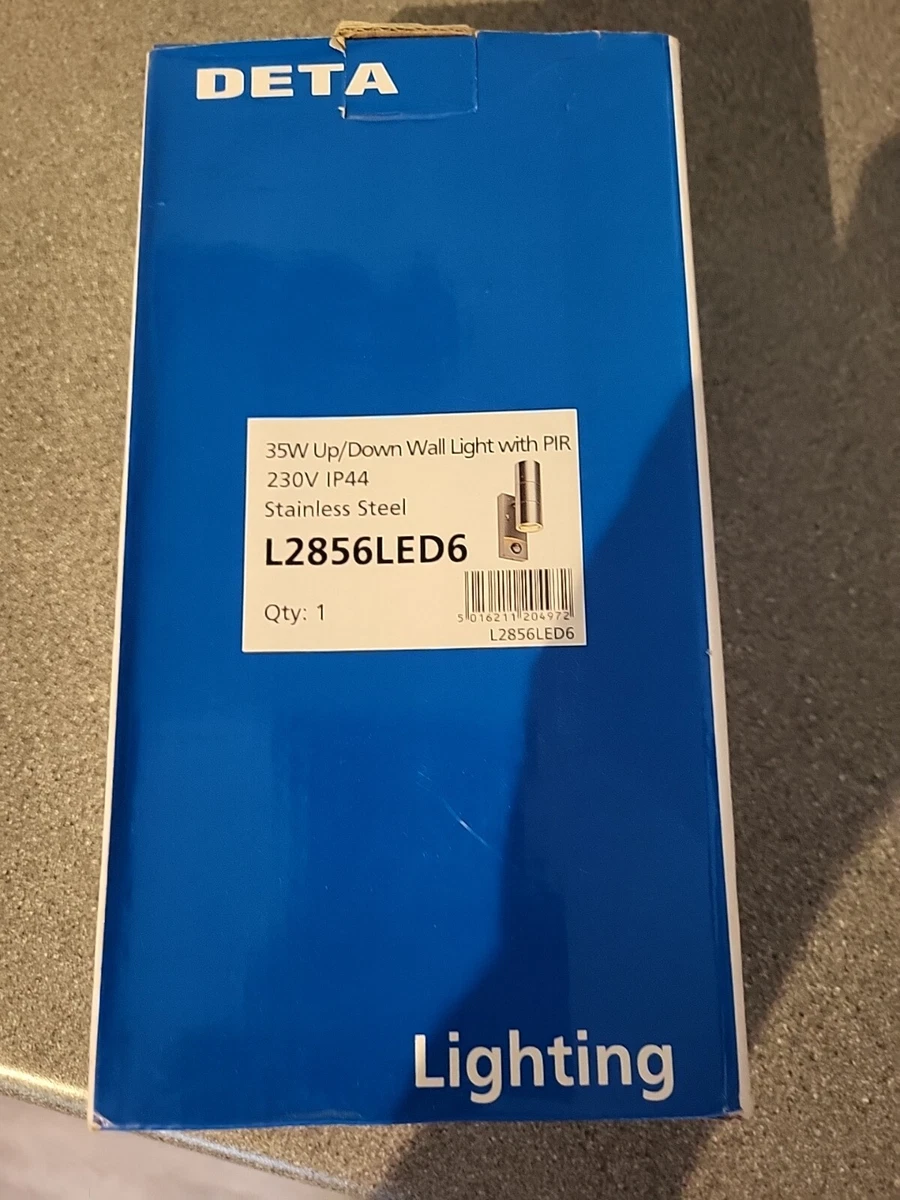 DETA
35W Up/Down Wall Light with PIR
230V IP44
Stainless Steel
L2856LED6
Qty: 1
5 016211 204972
L2856LED6
Lighting